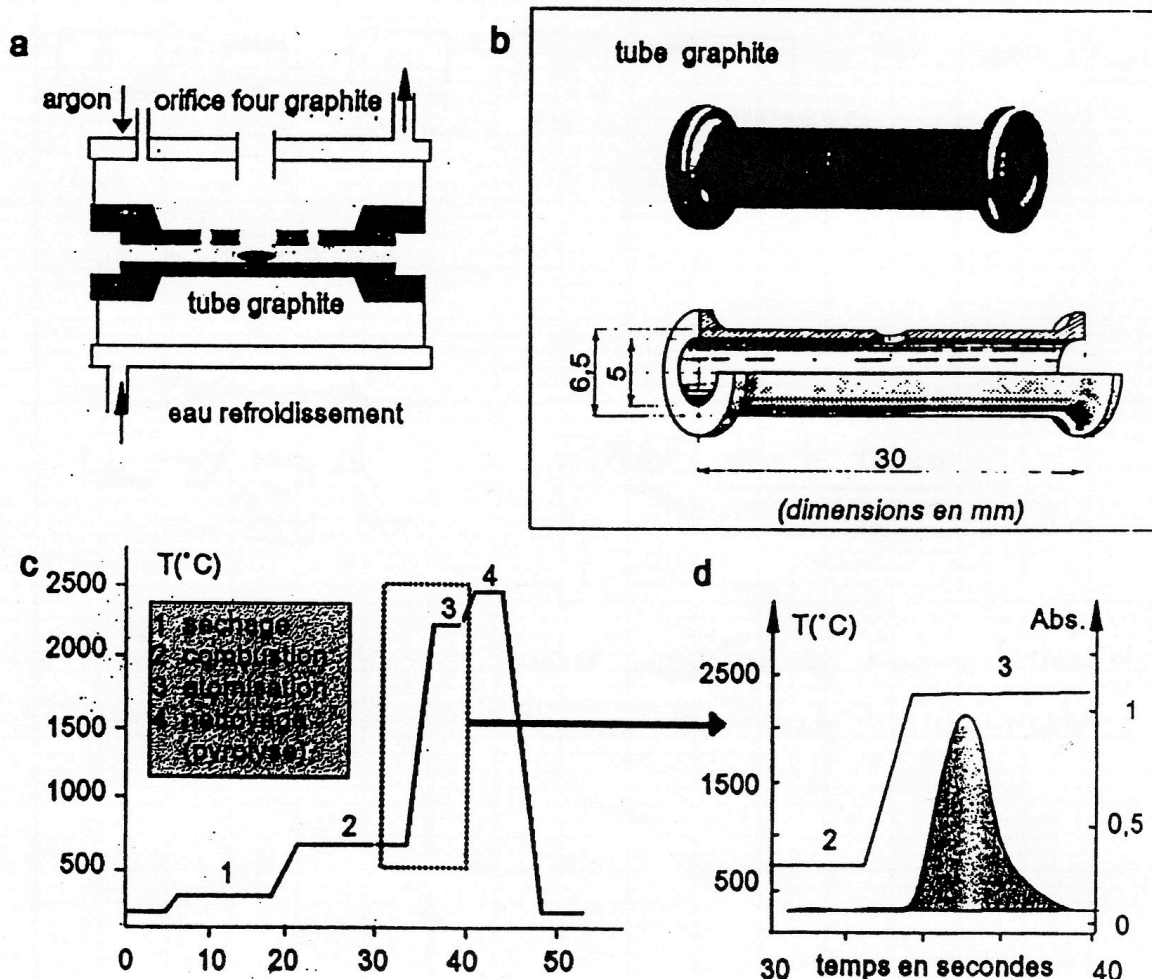 a
argon
orifice four graphite
tube graphite
eau refroidissement
b
tube graphite
6,5
5
30
(dimensions en mm)
c
T(°C)
2500
2000
1500
1000
500
1 séchage
2 combustion
3 atomisation
4 nettoyage
(pyrolyse)
1
2
3
4
0 10 20 30 40 50
d
T(°C)
Abs.
2500
1500
500
2
3
1
0,5
0
30 temps en secondes 40